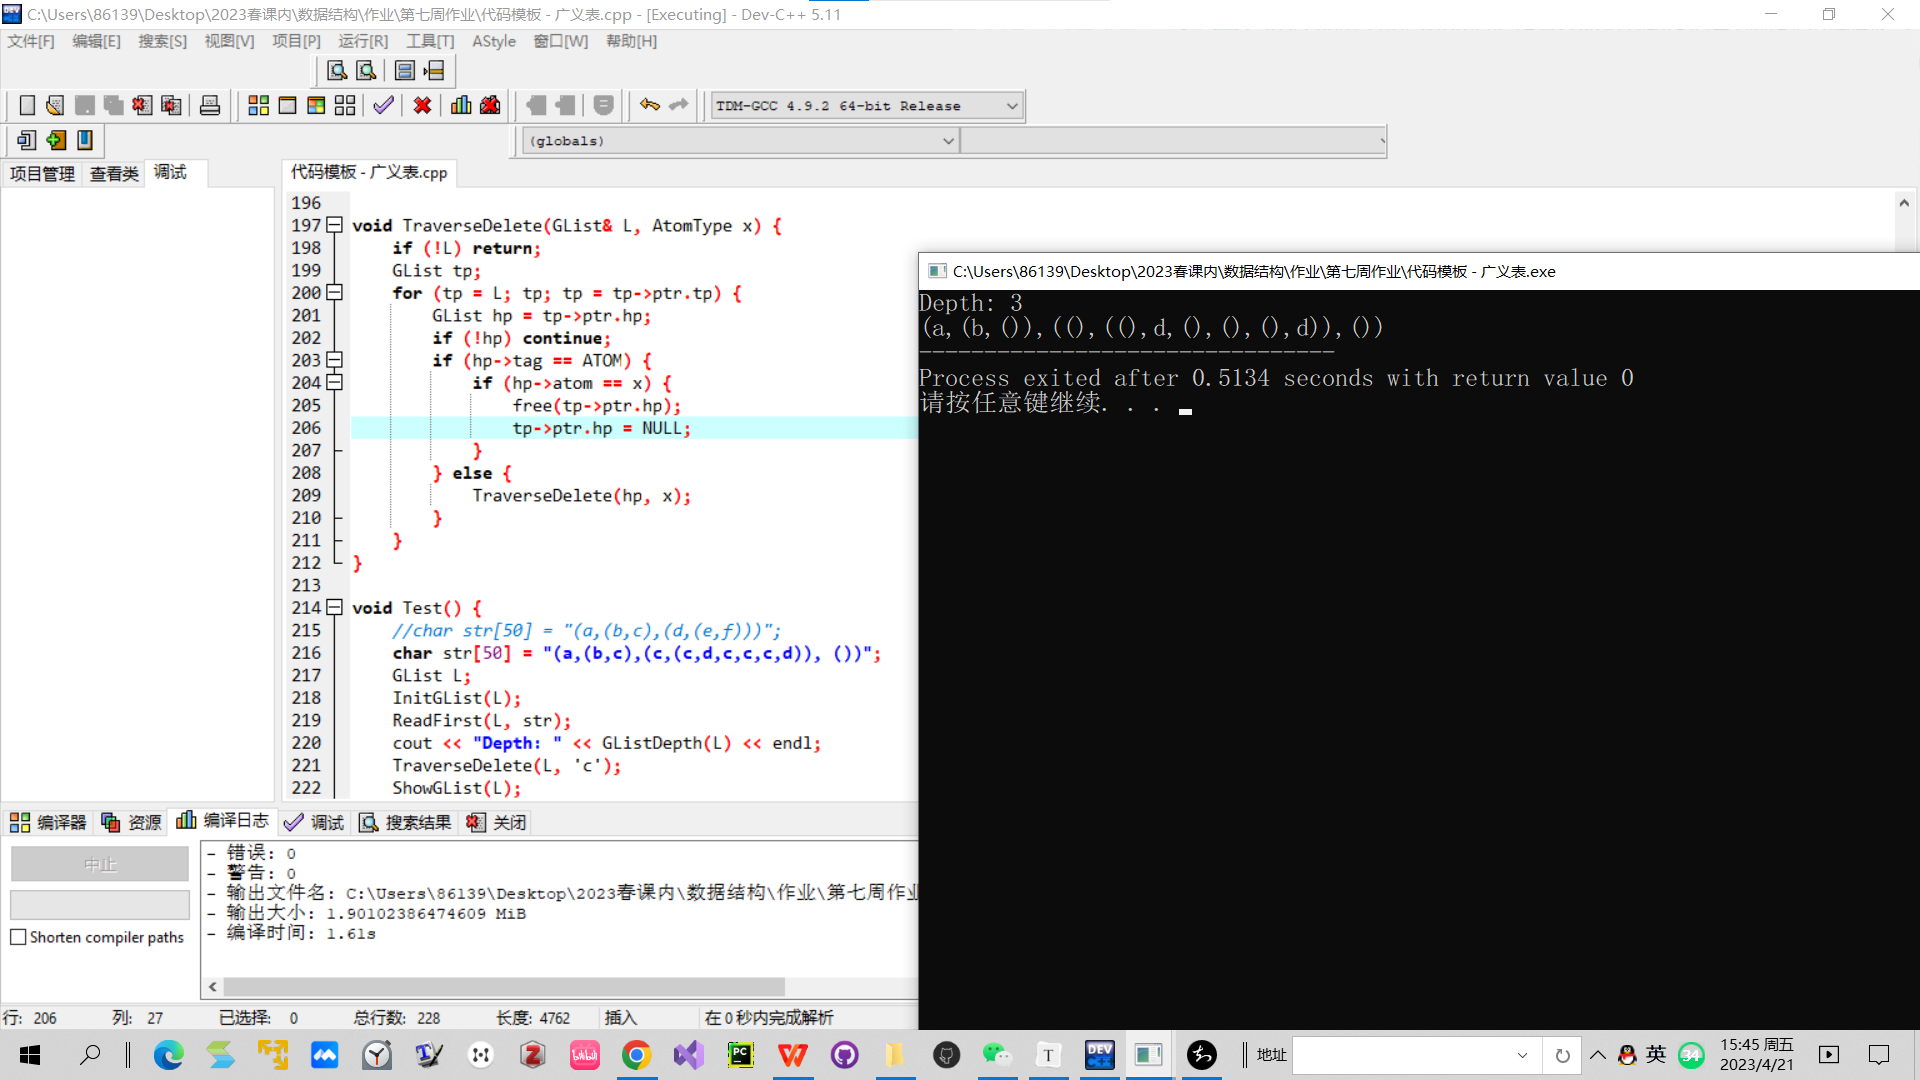 C:\Users\86139\Desktop\2023春课内\数据结构\作业\第七周作业\代码模板 - 广义表.cpp - [Executing] - Dev-C++ 5.11
文件[F] 编辑[E] 搜索[S] 视图[V] 项目[P] 运行[R] 工具[T] AStyle 窗口[W] 帮助[H]
TDM-GCC 4.9.2 64-bit Release
(globals)
项目管理 查看类 调试
代码模板 - 广义表.cpp
196
197 void TraverseDelete(GList& L, AtomType x) {
198 if (!L) return;
199 GList tp;
200 for (tp = L; tp; tp = tp->ptr.tp) {
201 GList hp = tp->ptr.hp;
202 if (!hp) continue;
203 if (hp->tag == ATOM) {
204 if (hp->atom == x) {
205 free(tp->ptr.hp);
206 tp->ptr.hp = NULL;
207 }
208 } else {
209 TraverseDelete(hp, x);
210 }
211 }
212 }
213
214 void Test() {
215 //char str[50] = "(a,(b,c),(d,(e,f)))";
216 char str[50] = "(a,(b,c),(c,(c,d,c,c,c,d)), ())";
217 GList L;
218 InitGList(L);
219 ReadFirst(L, str);
220 cout << "Depth: " << GListDepth(L) << endl;
221 TraverseDelete(L, 'c');
222 ShowGList(L);
C:\Users\86139\Desktop\2023春课内\数据结构\作业\第七周作业\代码模板 - 广义表.exe
Depth: 3
(a,(b,()),((),((),d,(),(),(),d)),())
--------------------------------
Process exited after 0.5134 seconds with return value 0
请按任意键继续. . .
编译器 资源 编译日志 调试 搜索结果 关闭
中止
Shorten compiler paths
- 错误: 0
- 警告: 0
- 输出文件名: C:\Users\86139\Desktop\2023春课内\数据结构\作业\第七周作业
- 输出大小: 1.90102386474609 MiB
- 编译时间: 1.61s
行: 206 列: 27 已选择: 0 总行数: 228 长度: 4762 插入 在 0 秒内完成解析
地址
英
34
15:45 周五
2023/4/21